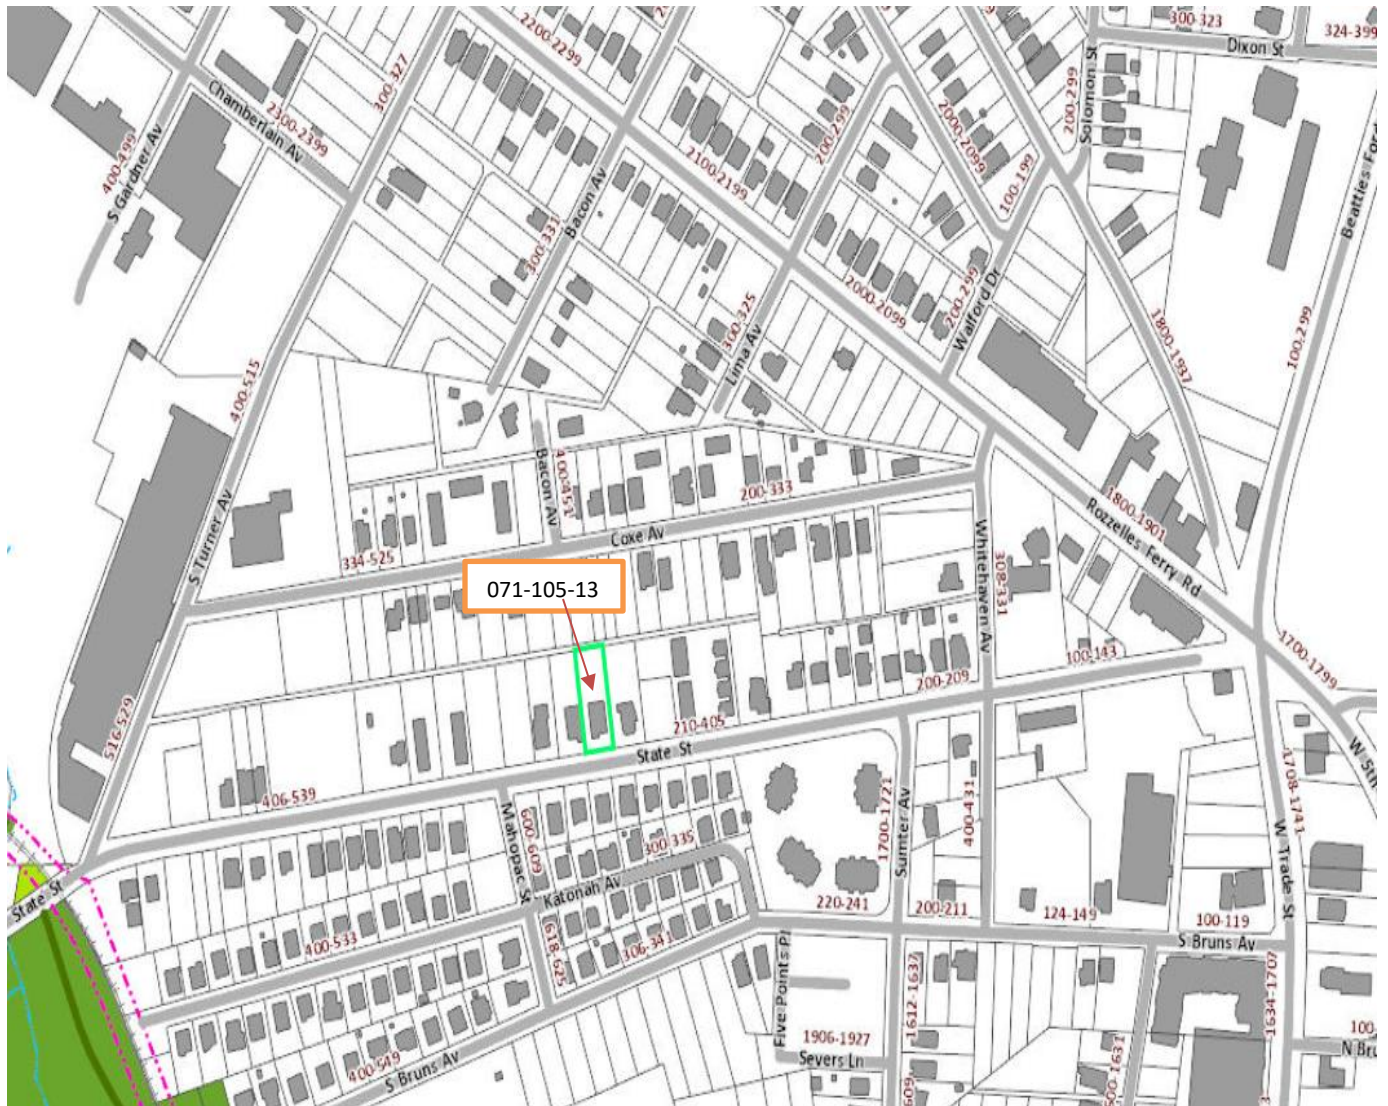 300-323
324-399
Dixon St
2200-2299
300-327
Chamberlain Av
2300-2399
400-499
S Gardner Av
Bacon Av
300-331
2100-2199
200-299
2000-2099
100-199
200-299
Solomon St
Beatties Ford
100-299
300-325
Lima Av
2000-2099
200-299
Walford Dr
1800-1937
400-515
S Turner Av
516-529
400-451
Bacon Av
200-333
Coxe Av
334-525
071-105-13
1800-1901
Rozzelles Ferry Rd
Whitehaven Av
308-331
100-143
200-209
1700-1799
210-405
State St
406-539
W 5th
1708-1741
W Trade St
1700-1721
Sumter Av
400-431
600-609
Mahopac St
300-335
Katonah Av
State St
400-533
618-625
306-341
220-241
200-211
124-149
100-119
S Bruns Av
Five Points Pl
1612-1637
1634-1707
1906-1927
Severs Ln
400-549
S Bruns Av
100-
N Bru